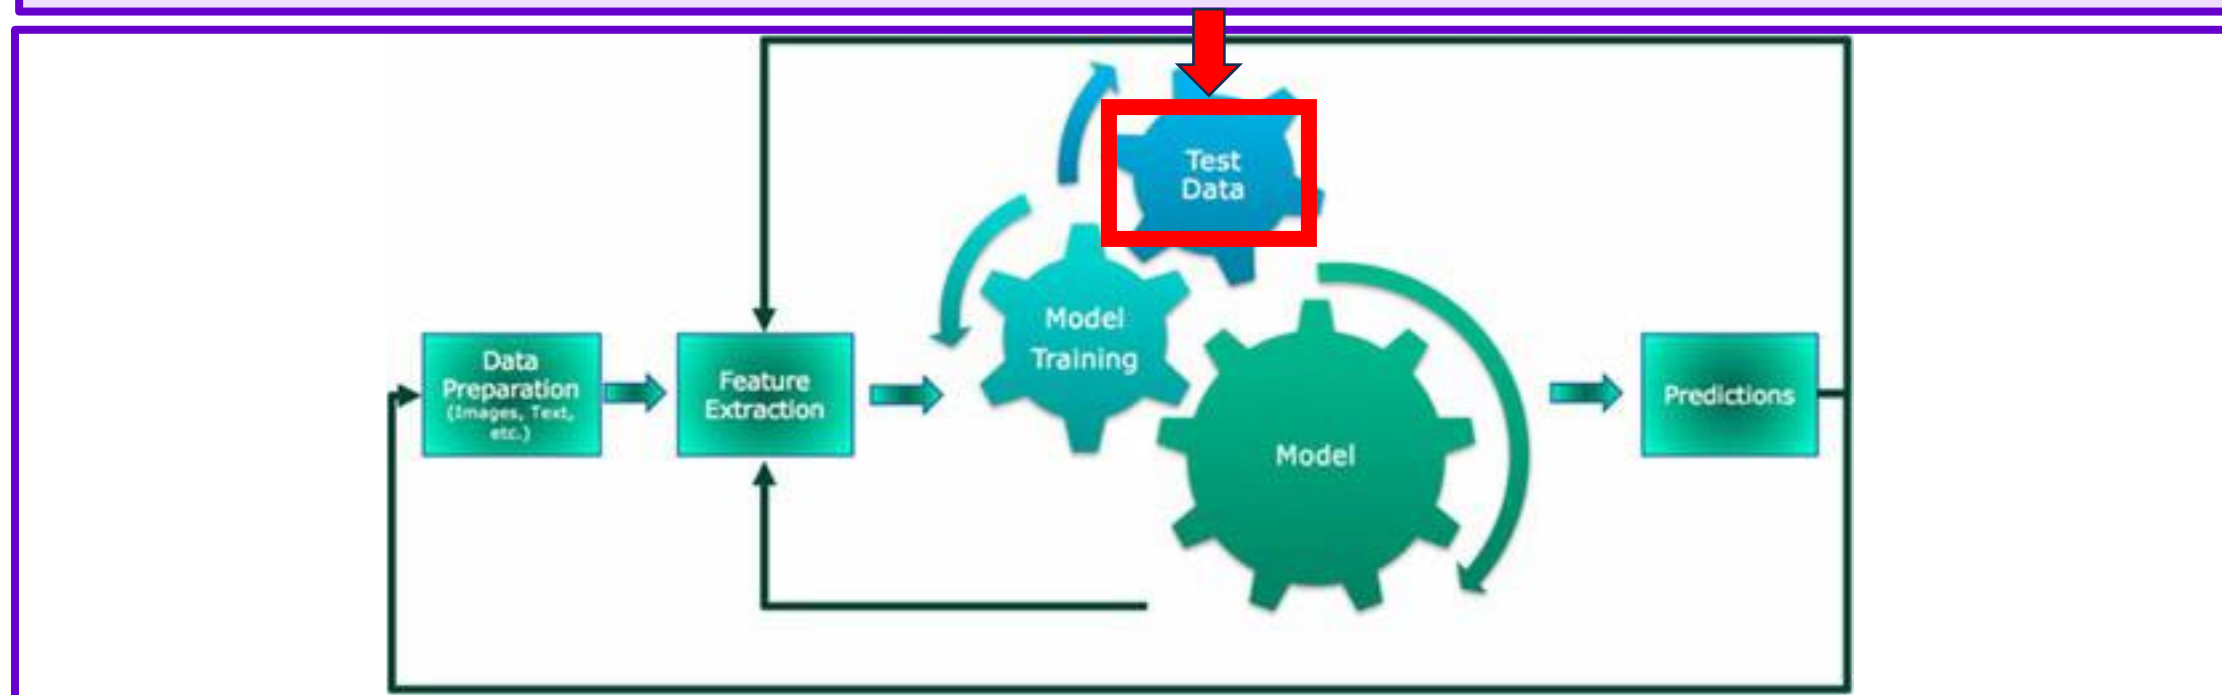 Test
Data
Model
Training
Data
Preparation
(Images, Text,
etc.)
Feature
Extraction
Model
Predictions